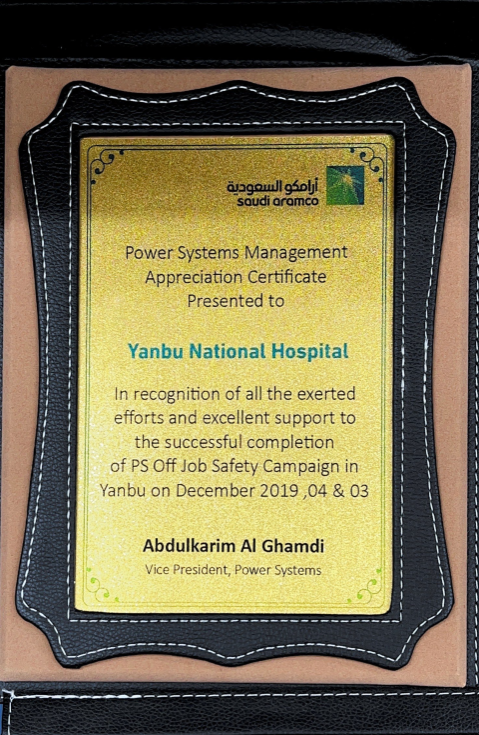 أرامكو السعودية
saudi aramco
Power Systems Management
Appreciation Certificate
Presented to
Yanbu National Hospital
In recognition of all the exerted
efforts and excellent support to
the successful completion
of PS Off Job Safety Campaign in
Yanbu on December 2019 ,04 & 03
Abdulkarim Al Ghamdi
Vice President, Power Systems